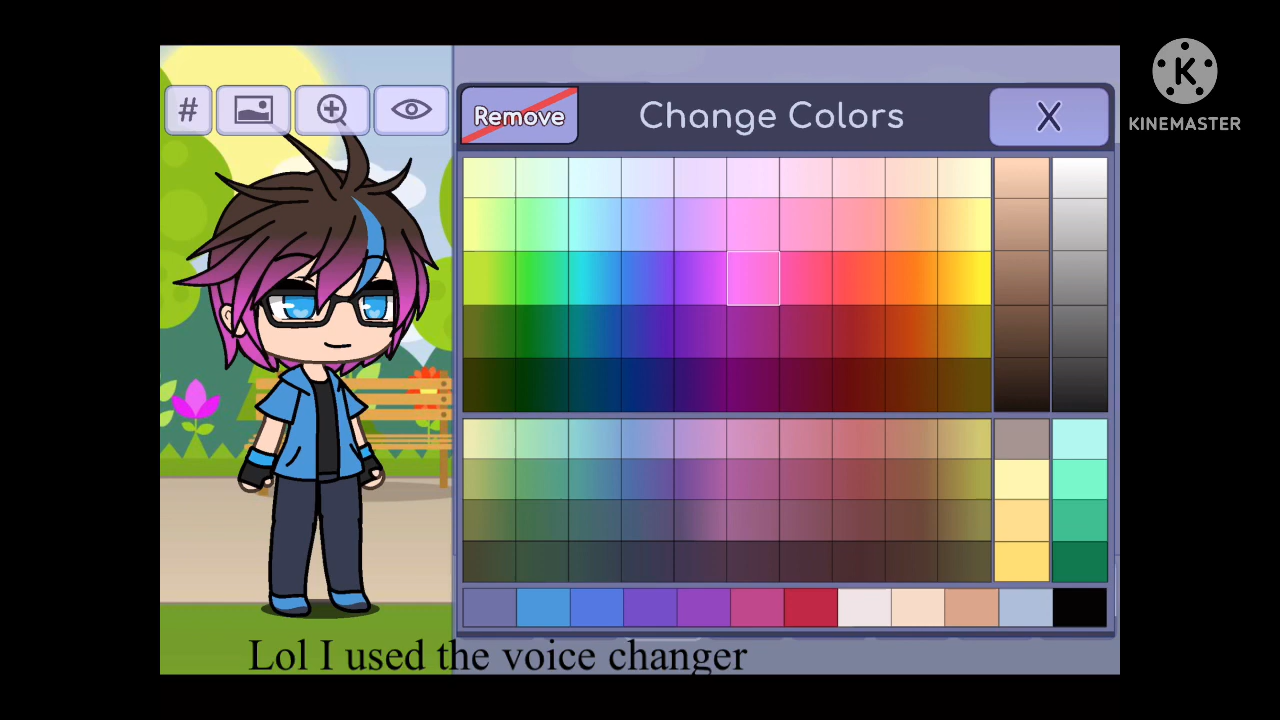 KINEMASTER
#
Remove
Change Colors
X
Lol I used the voice changer